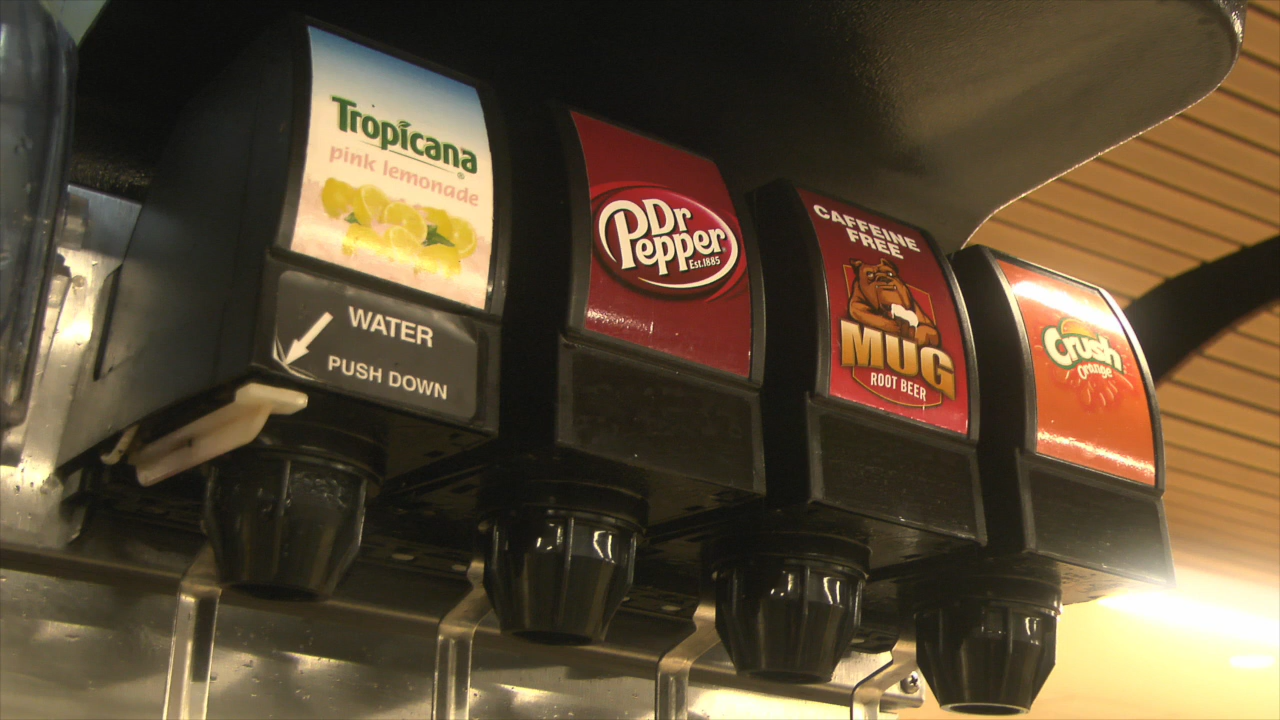 Tropicana
pink lemonade
WATER
PUSH DOWN
Dr
Pepper
Est.1885
CAFFEINE
FREE
MUG
ROOT BEER
Crush
Orange